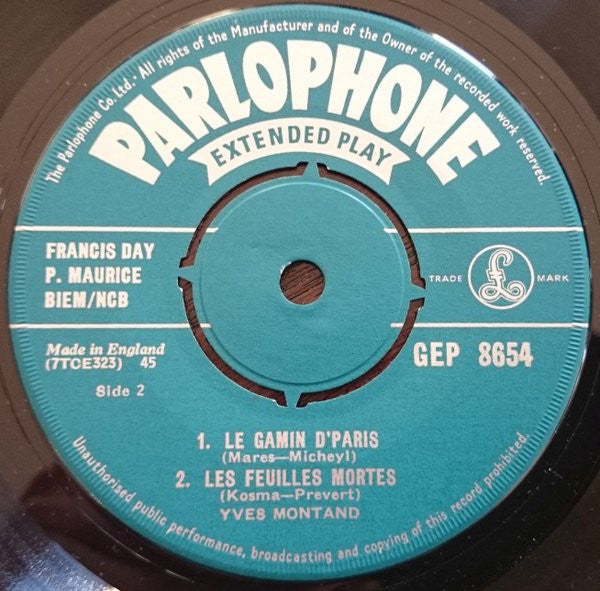 The Parlophone Co. Ltd. · All rights of the Manufacturer and of the Owner of the recorded work reserved.
PARLOPHONE
EXTENDED PLAY
FRANCIS DAY
P. MAURICE
BIEM/NCB
TRADE £ MARK
Made in England
(7TCE323) 45
GEP 8654
Side 2
1. LE GAMIN D'PARIS
(Mares—Micheyl)
2. LES FEUILLES MORTES
(Kosma—Prevert)
YVES MONTAND
Unauthorised public performance, broadcasting and copying of this record prohibited.